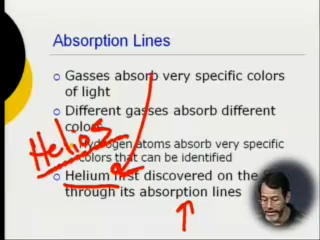 Absorption Lines
Gasses absorb very specific colors
of light
Different gasses absorb different
colors
Helios
Hydrogen atoms absorb very specific
colors that can be identified
Helium first discovered on the
through its absorption lines